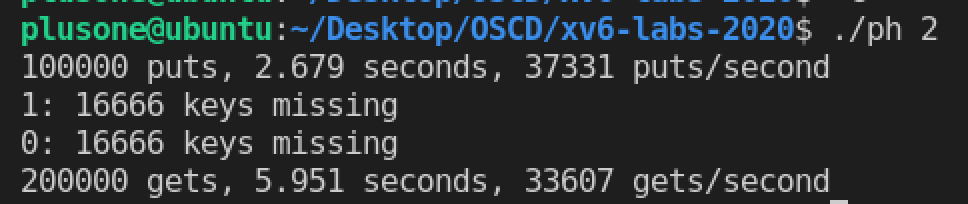 plusone@ubuntu:~/Desktop/OSCD/xv6-labs-2020$ ./ph 2
100000 puts, 2.679 seconds, 37331 puts/second
1: 16666 keys missing
0: 16666 keys missing
200000 gets, 5.951 seconds, 33607 gets/second